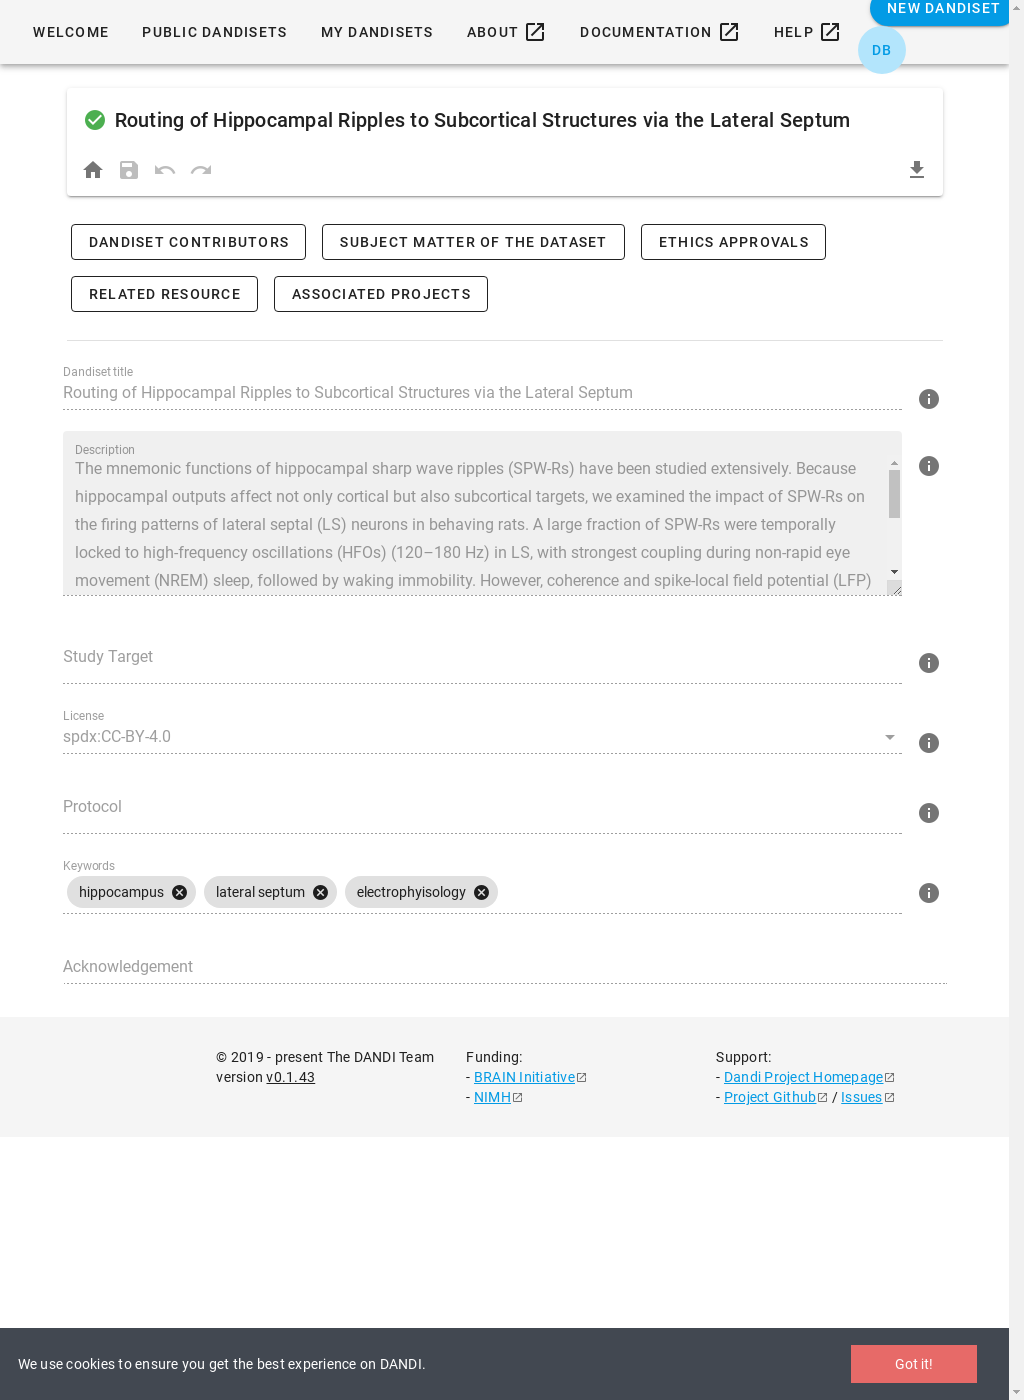 WELCOME PUBLIC DANDISETS MY DANDISETS ABOUT DOCUMENTATION HELP NEW DANDISET
DB
Routing of Hippocampal Ripples to Subcortical Structures via the Lateral Septum
DANDISET CONTRIBUTORS SUBJECT MATTER OF THE DATASET ETHICS APPROVALS
RELATED RESOURCE ASSOCIATED PROJECTS
Dandiset title
Routing of Hippocampal Ripples to Subcortical Structures via the Lateral Septum
Description
The mnemonic functions of hippocampal sharp wave ripples (SPW-Rs) have been studied extensively. Because
hippocampal outputs affect not only cortical but also subcortical targets, we examined the impact of SPW-Rs on
the firing patterns of lateral septal (LS) neurons in behaving rats. A large fraction of SPW-Rs were temporally
locked to high-frequency oscillations (HFOs) (120–180 Hz) in LS, with strongest coupling during non-rapid eye
movement (NREM) sleep, followed by waking immobility. However, coherence and spike-local field potential (LFP)
Study Target
License
spdx:CC-BY-4.0
Protocol
Keywords
hippocampus lateral septum electrophyisology
Acknowledgement
© 2019 - present The DANDI Team
version v0.1.43
Funding:
- BRAIN Initiative
- NIMH
Support:
- Dandi Project Homepage
- Project Github / Issues
We use cookies to ensure you get the best experience on DANDI.
Got it!